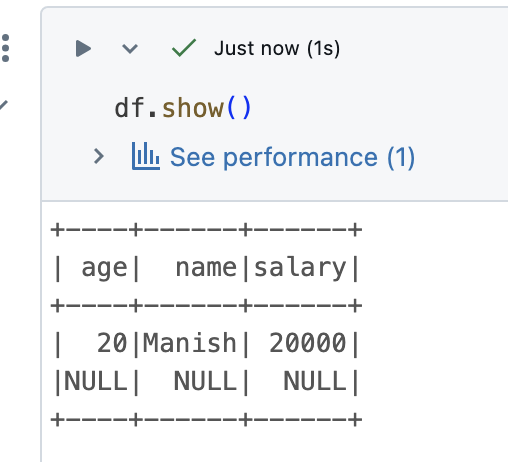 Just now (1s)
df.show()
See performance (1)
+----+------+------+
| age|  name|salary|
+----+------+------+
|  20|Manish| 20000|
|NULL|  NULL|  NULL|
+----+------+------+